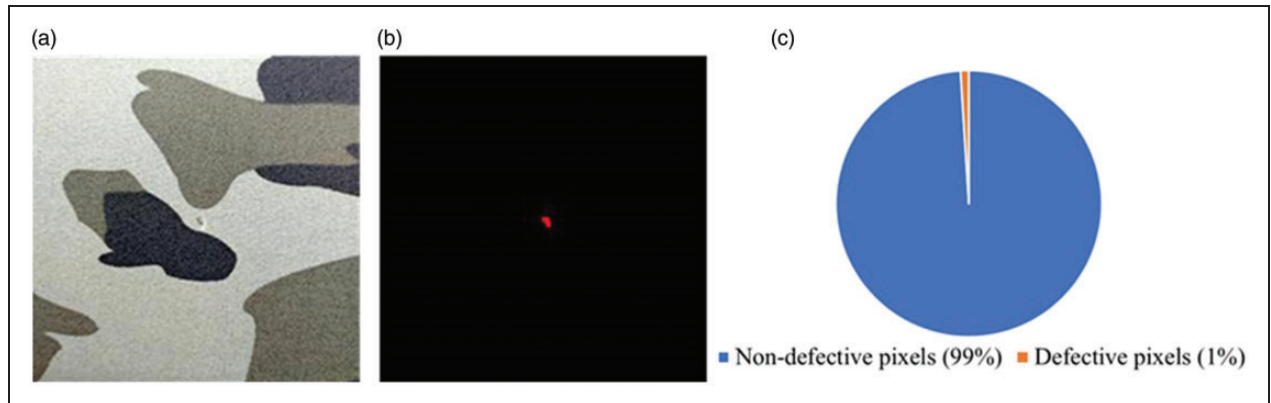 (a)
(b)
(c)
Non-defective pixels (99%)
Defective pixels (1%)